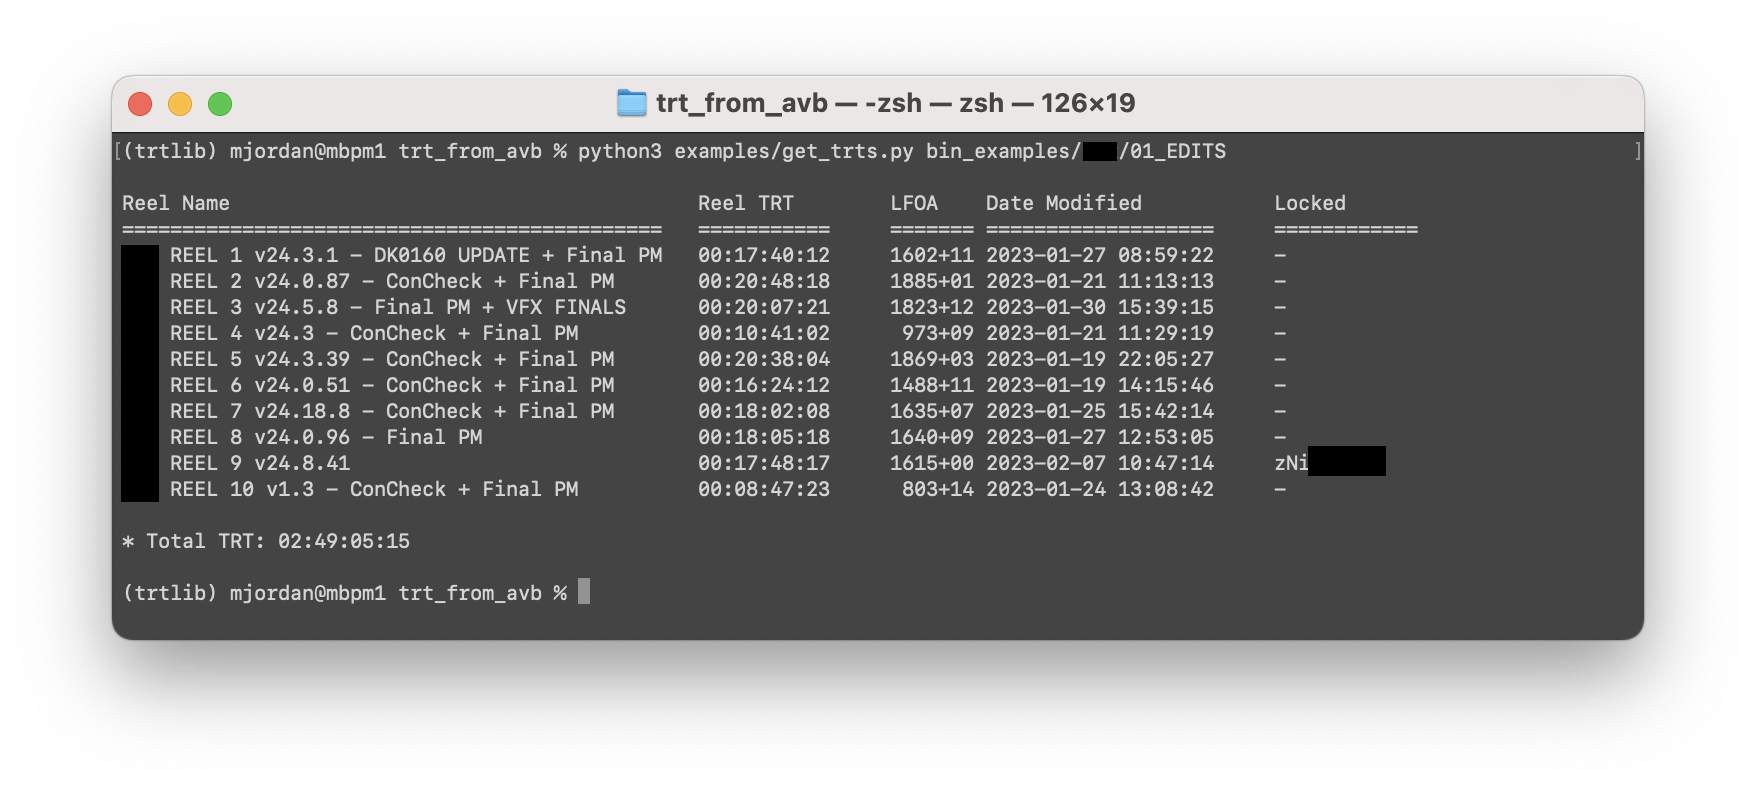 trt_from_avb — -zsh — zsh — 126×19
[(trtlib) mjordan@mbpm1 trt_from_avb % python3 examples/get_trts.py bin_examples/ /01_EDITS ]
Reel Name Reel TRT LFOA Date Modified Locked
============================================= =========== ======= =================== ============
REEL 1 v24.3.1 – DK0160 UPDATE + Final PM 00:17:40:12 1602+11 2023-01-27 08:59:22 –
REEL 2 v24.0.87 – ConCheck + Final PM 00:20:48:18 1885+01 2023-01-21 11:13:13 –
REEL 3 v24.5.8 – Final PM + VFX FINALS 00:20:07:21 1823+12 2023-01-30 15:39:15 –
REEL 4 v24.3 – ConCheck + Final PM 00:10:41:02 973+09 2023-01-21 11:29:19 –
REEL 5 v24.3.39 – ConCheck + Final PM 00:20:38:04 1869+03 2023-01-19 22:05:27 –
REEL 6 v24.0.51 – ConCheck + Final PM 00:16:24:12 1488+11 2023-01-19 14:15:46 –
REEL 7 v24.18.8 – ConCheck + Final PM 00:18:02:08 1635+07 2023-01-25 15:42:14 –
REEL 8 v24.0.96 – Final PM 00:18:05:18 1640+09 2023-01-27 12:53:05 –
REEL 9 v24.8.41 00:17:48:17 1615+00 2023-02-07 10:47:14 zNi
REEL 10 v1.3 – ConCheck + Final PM 00:08:47:23 803+14 2023-01-24 13:08:42 –
* Total TRT: 02:49:05:15
(trtlib) mjordan@mbpm1 trt_from_avb %